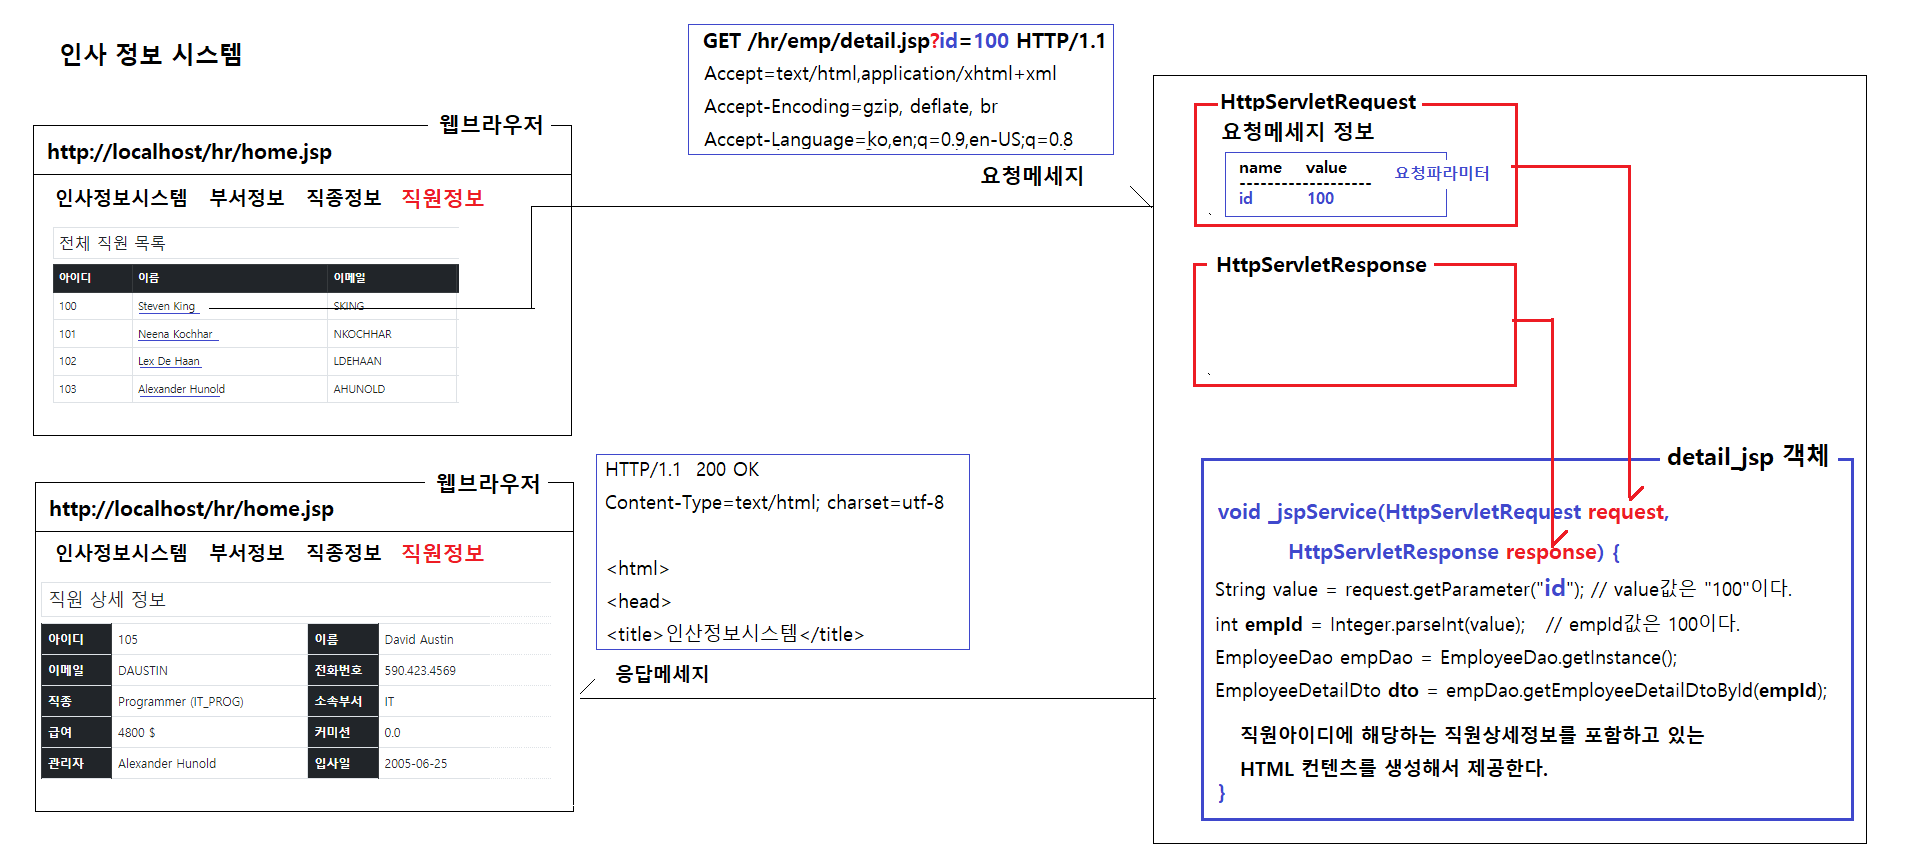 인사 정보 시스템
웹브라우저
http://localhost/hr/home.jsp
인사정보시스템 부서정보 직종정보 직원정보
전체 직원 목록
아이디 이름 이메일
100 Steven King SKING
101 Neena Kochhar NKOCHHAR
102 Lex De Haan LDEHAAN
103 Alexander Hunold AHUNOLD
GET /hr/emp/detail.jsp?id=100 HTTP/1.1
Accept=text/html,application/xhtml+xml
Accept-Encoding=gzip, deflate, br
Accept-Language=ko,en;q=0.9,en-US;q=0.8
요청메세지
HttpServletRequest
요청메세지 정보
name value
요청파라미터
--------------------
id 100
HttpServletResponse
웹브라우저
http://localhost/hr/home.jsp
인사정보시스템 부서정보 직종정보 직원정보
직원 상세 정보
아이디 105 이름 David Austin
이메일 DAUSTIN 전화번호 590.423.4569
직종 Programmer (IT_PROG) 소속부서 IT
급여 4800 $ 커미션 0.0
관리자 Alexander Hunold 입사일 2005-06-25
HTTP/1.1 200 OK
Content-Type=text/html; charset=utf-8
<html>
<head>
<title>인산정보시스템</title>
응답메세지
detail_jsp 객체
void _jspService(HttpServletRequest request,
HttpServletResponse response) {
String value = request.getParameter("id"); // value값은 "100"이다.
int empId = Integer.parseInt(value); // empId값은 100이다.
EmployeeDao empDao = EmployeeDao.getInstance();
EmployeeDetailDto dto = empDao.getEmployeeDetailDtoById(empId);
직원아이디에 해당하는 직원상세정보를 포함하고 있는
HTML 컨텐츠를 생성해서 제공한다.
}